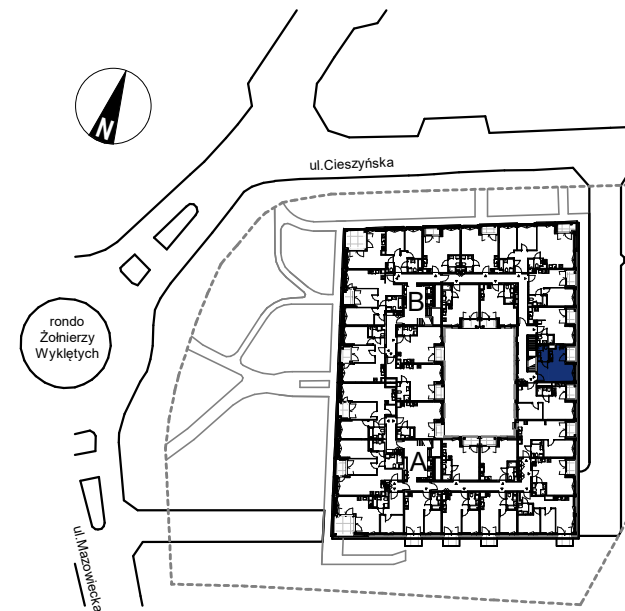 N
ul.Cieszyńska
B
rondo
Żołnierzy
Wyklętych
A
ul.Mazowiecka